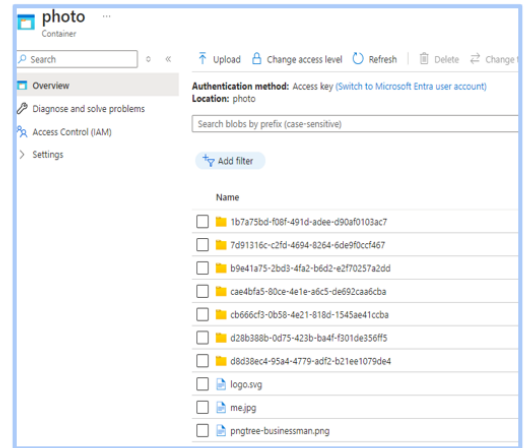 photo ...
Container
Search
Overview
Diagnose and solve problems
Access Control (IAM)
Settings
Upload Change access level Refresh Delete Change
Authentication method: Access key (Switch to Microsoft Entra user account)
Location: photo
Search blobs by prefix (case-sensitive)
Add filter
Name
1b7a75bd-f08f-491d-adee-d90af0103ac7
7d91316c-c2fd-4694-8264-6de9f0ccf467
b9e41a75-2bd3-4fa2-b6d2-e2f70257a2dd
cae4bfa5-80ce-4e1e-a6c5-de692caa6cba
cb666cf3-0b58-4e21-818d-1545ae41ccba
d28b388b-0d75-423b-ba4f-f301de356ff5
d8d38ec4-95a4-4779-adf2-b21ee1079de4
logo.svg
me.jpg
pngtree-businessman.png